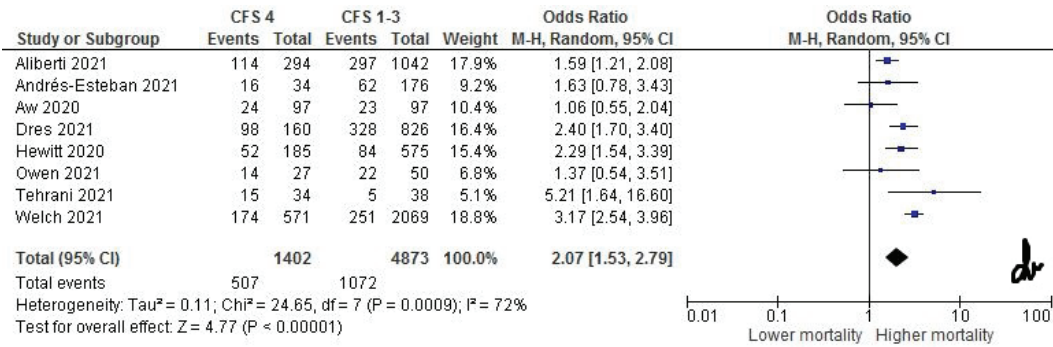 CFS 4 CFS 1-3 Odds Ratio Odds Ratio
Study or Subgroup Events Total Events Total Weight M-H, Random, 95% CI M-H, Random, 95% CI
Aliberti 2021 114 294 297 1042 17.9% 1.59 [1.21, 2.08]
Andrés-Esteban 2021 16 34 62 176 9.2% 1.63 [0.78, 3.43]
Aw 2020 24 97 23 97 10.4% 1.06 [0.55, 2.04]
Dres 2021 98 160 328 826 16.4% 2.40 [1.70, 3.40]
Hewitt 2020 52 185 84 575 15.4% 2.29 [1.54, 3.39]
Owen 2021 14 27 22 50 6.8% 1.37 [0.54, 3.51]
Tehrani 2021 15 34 5 38 5.1% 5.21 [1.64, 16.60]
Welch 2021 174 571 251 2069 18.8% 3.17 [2.54, 3.96]
Total (95% CI) 1402 4873 100.0% 2.07 [1.53, 2.79]
Total events 507 1072
Heterogeneity: Tau² = 0.11; Chi² = 24.65, df = 7 (P = 0.0009); I² = 72%
Test for overall effect: Z = 4.77 (P < 0.00001)
0.01 0.1 1 10 100
Lower mortality Higher mortality